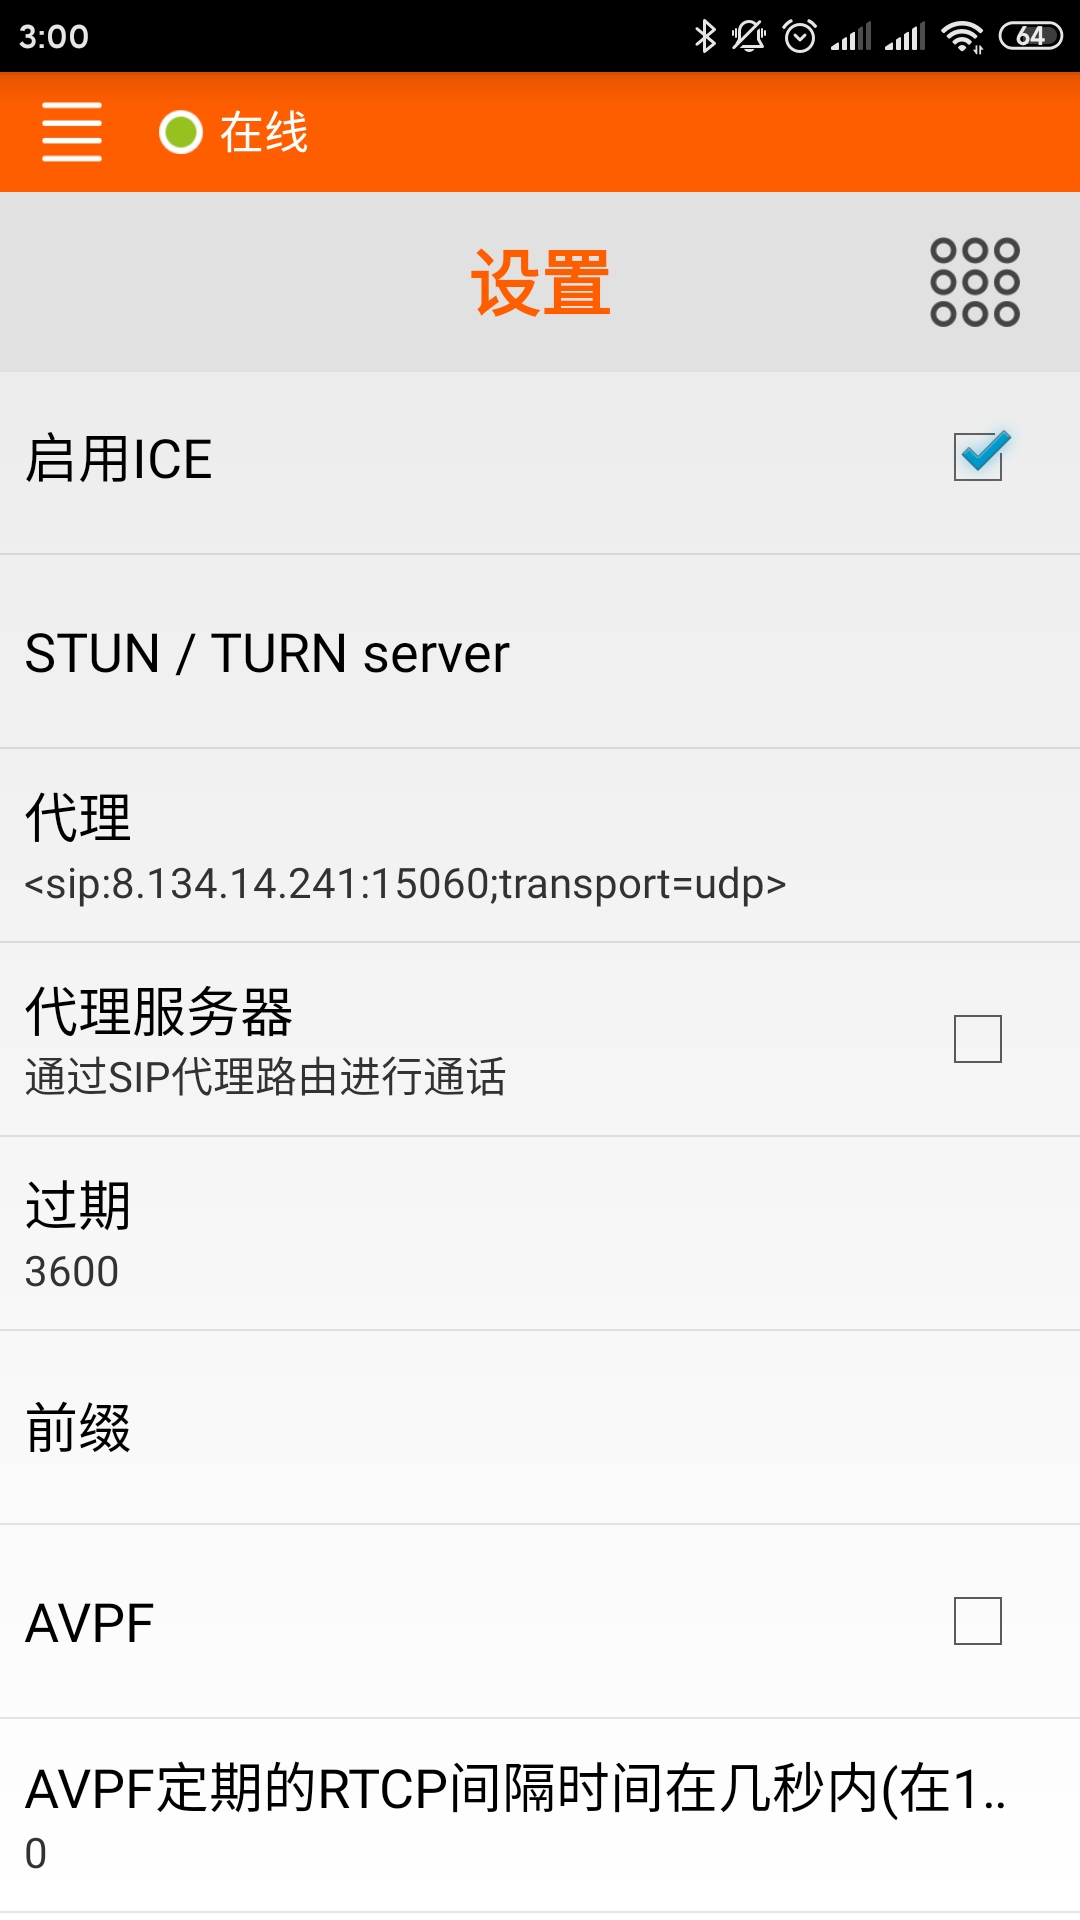 3:00
64
在线
设置
启用ICE
STUN / TURN server
代理
<sip:8.134.14.241:15060;transport=udp>
代理服务器
通过SIP代理路由进行通话
过期
3600
前缀
AVPF
AVPF定期的RTCP间隔时间在几秒内(在1..
0